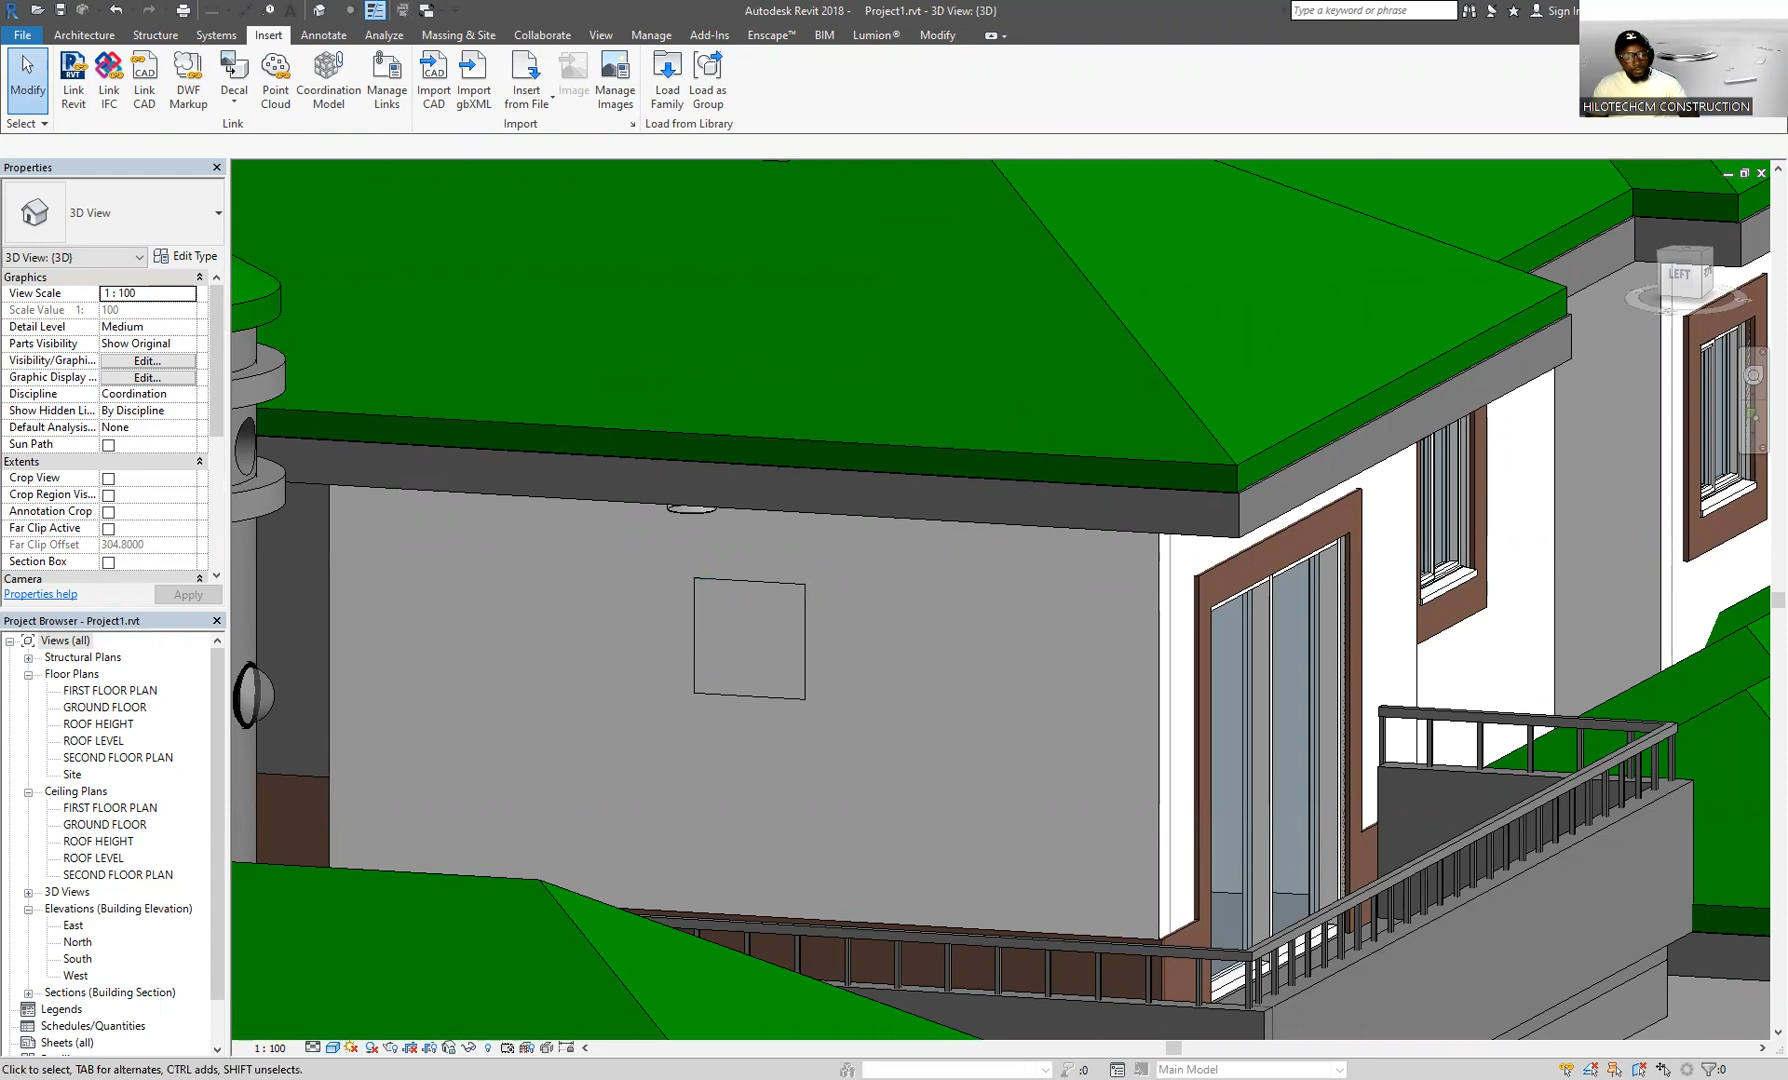 Autodesk Revit 2018 - Project1.rvt - 3D View: {3D}
Type a keyword or phrase
Sign In
File Architecture Structure Systems Insert Annotate Analyze Massing & Site Collaborate View Manage Add-Ins Enscape™ BIM Lumion® Modify
Modify
Link Revit
Link IFC
Link CAD
DWF Markup
Decal
Point Cloud
Coordination Model
Manage Links
Import CAD
Import gbXML
Insert from File
Image
Manage Images
Load Family
Load as Group
HILOTECHCM CONSTRUCTION
Select Link Import Load from Library
Properties
3D View
3D View: {3D} Edit Type
Graphics
View Scale 1 : 100
Scale Value 1: 100
Detail Level Medium
Parts Visibility Show Original
Visibility/Graphi... Edit...
Graphic Display ... Edit...
Discipline Coordination
Show Hidden Li... By Discipline
Default Analysis... None
Sun Path
Extents
Crop View
Crop Region Vis...
Annotation Crop
Far Clip Active
Far Clip Offset 304.8000
Section Box
Camera
Properties help Apply
Project Browser - Project1.rvt
Views (all)
Structural Plans
Floor Plans
FIRST FLOOR PLAN
GROUND FLOOR
ROOF HEIGHT
ROOF LEVEL
SECOND FLOOR PLAN
Site
Ceiling Plans
FIRST FLOOR PLAN
GROUND FLOOR
ROOF HEIGHT
ROOF LEVEL
SECOND FLOOR PLAN
3D Views
Elevations (Building Elevation)
East
North
South
West
Sections (Building Section)
Legends
Schedules/Quantities
Sheets (all)
LEFT
1 : 100
Click to select, TAB for alternates, CTRL adds, SHIFT unselects.
:0
Main Model
:0